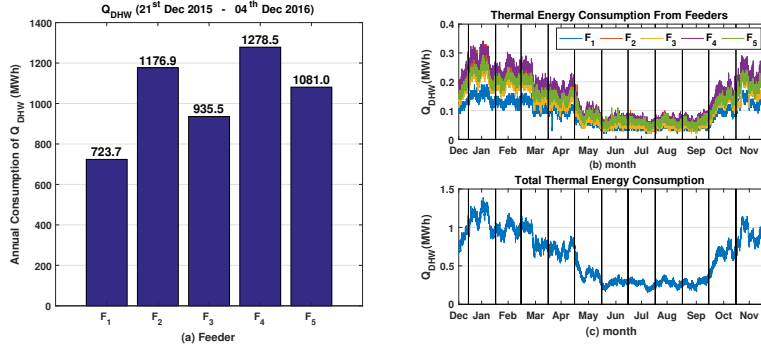 Q_DHW (21st Dec 2015 - 04th Dec 2016)
Annual Consumption of Q_DHW (MWh)
1400
1200
1000
800
600
400
200
0
723.7
1176.9
935.5
1278.5
1081.0
F1 F2 F3 F4 F5
(a) Feeder
Thermal Energy Consumption From Feeders
F1 F2 F3 F4 F5
Q_DHW(MWh)
0.4
0.3
0.2
0.1
0
Dec Jan Feb Mar Apr May Jun Jul Aug Sep Oct Nov
(b) month
Total Thermal Energy Consumption
Q_DHW(MWh)
1.5
1
0.5
0
Dec Jan Feb Mar Apr May Jun Jul Aug Sep Oct Nov
(c) month